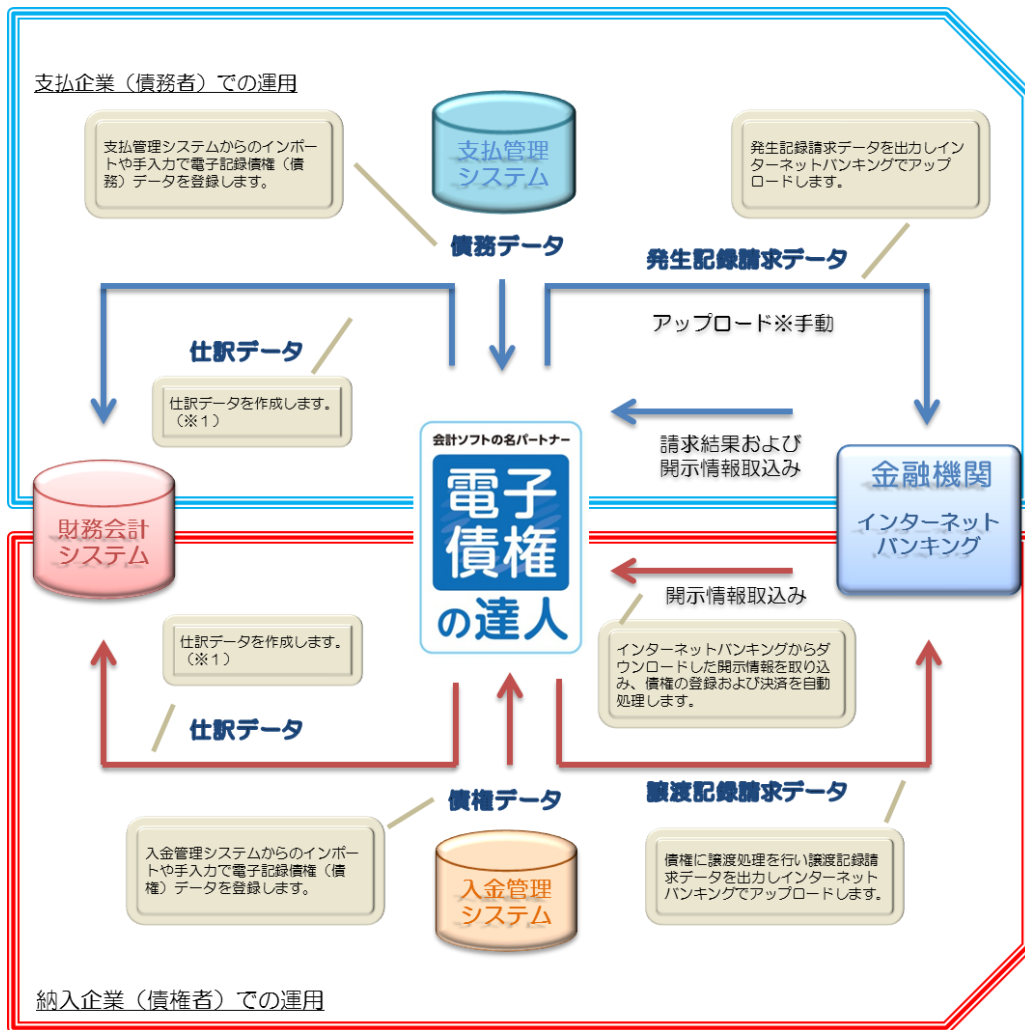 支払企業（債務者）での運用
支払管理システムからのインポー
トや手入力で電子記録債権（債
務）データを登録します。
支払管理
システム
発生記録請求データを出力しイン
ターネットバンキングでアップ
ロードします。
債務データ
発生記録請求データ
アップロード※手動
仕訳データ
仕訳データを作成します。
（※１）
請求結果および
開示情報取込み
会計ソフトの名パートナー
電子
債権
の達人
金融機関
インターネット
バンキング
財務会計
システム
開示情報取込み
仕訳データを作成します。
（※１）
インターネットバンキングからダ
ウンロードした開示情報を取り込
み、債権の登録および決済を自動
処理します。
仕訳データ
債権データ
譲渡記録請求データ
入金管理システムからのインポー
トや手入力で電子記録債権（債
権）データを登録します。
入金管理
システム
債権に譲渡処理を行い譲渡記録請
求データを出力しインターネット
バンキングでアップロードします。
納入企業（債権者）での運用